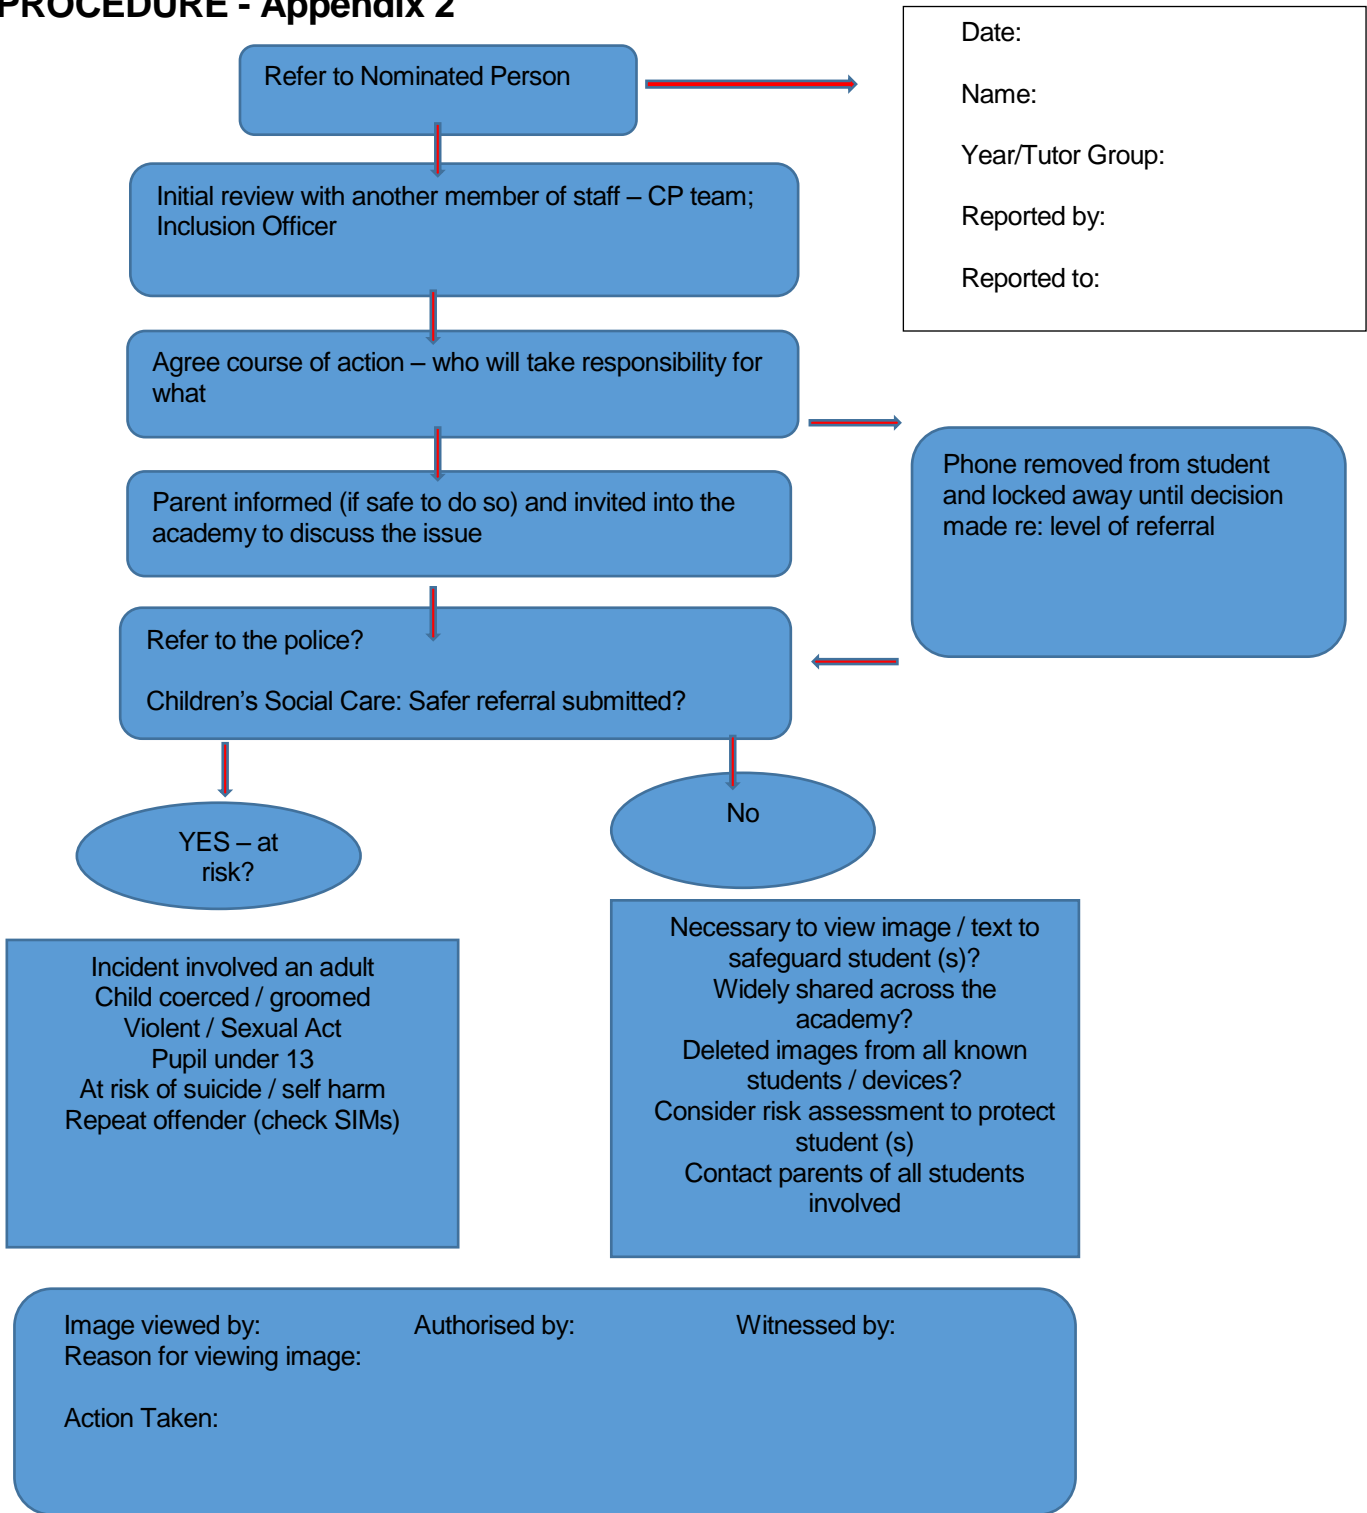 PROCEDURE - Appendix 2
Refer to Nominated Person
Date:
Name:
Year/Tutor Group:
Reported by:
Reported to:
Initial review with another member of staff – CP team;
Inclusion Officer
Agree course of action – who will take responsibility for
what
Phone removed from student
and locked away until decision
made re: level of referral
Parent informed (if safe to do so) and invited into the
academy to discuss the issue
Refer to the police?
Children’s Social Care: Safer referral submitted?
YES – at
risk?
No
Incident involved an adult
Child coerced / groomed
Violent / Sexual Act
Pupil under 13
At risk of suicide / self harm
Repeat offender (check SIMs)
Necessary to view image / text to
safeguard student (s)?
Widely shared across the
academy?
Deleted images from all known
students / devices?
Consider risk assessment to protect
student (s)
Contact parents of all students
involved
Image viewed by: Authorised by: Witnessed by:
Reason for viewing image:
Action Taken: